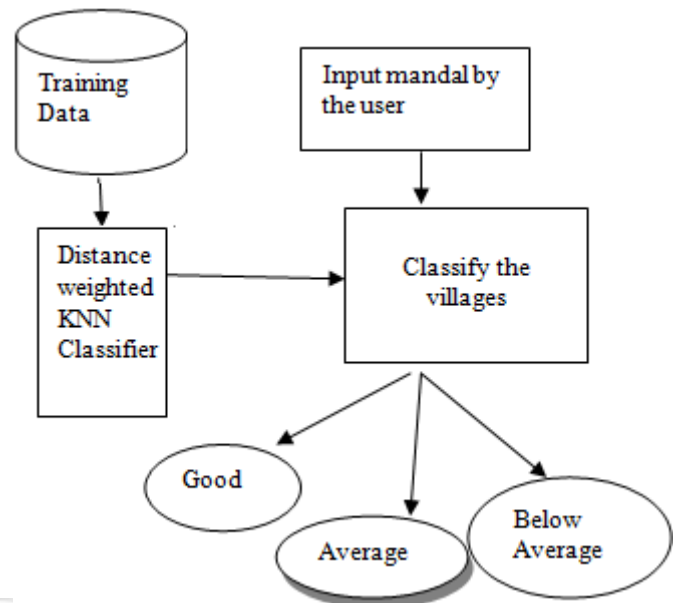 Training
Data
Input mandal by
the user
Distance
weighted
KNN
Classifier
Classify the
villages
Good
Average
Below
Average